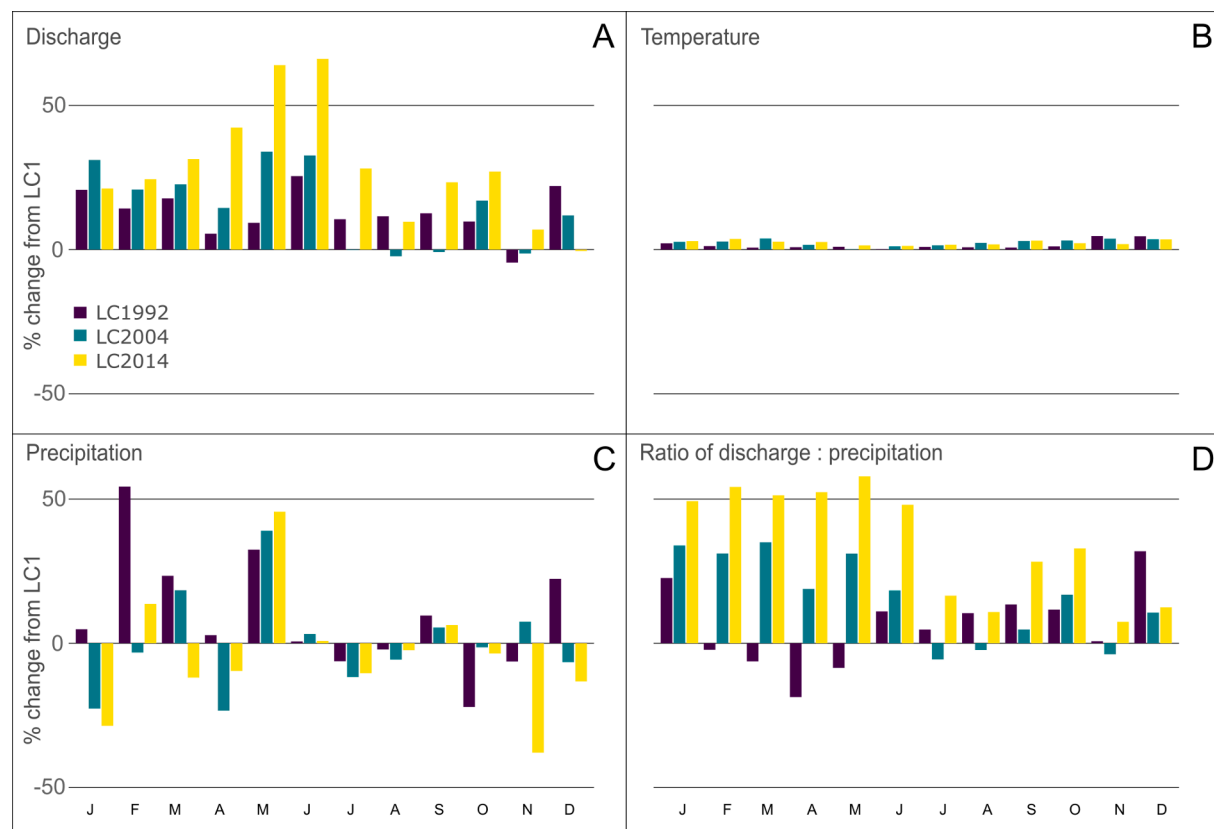 Discharge
A
% change from LC1
50
0
-50
LC1992
LC2004
LC2014
Temperature
B
Precipitation
C
% change from LC1
50
0
-50
J F M A M J J A S O N D
Ratio of discharge : precipitation
D
J F M A M J J A S O N D